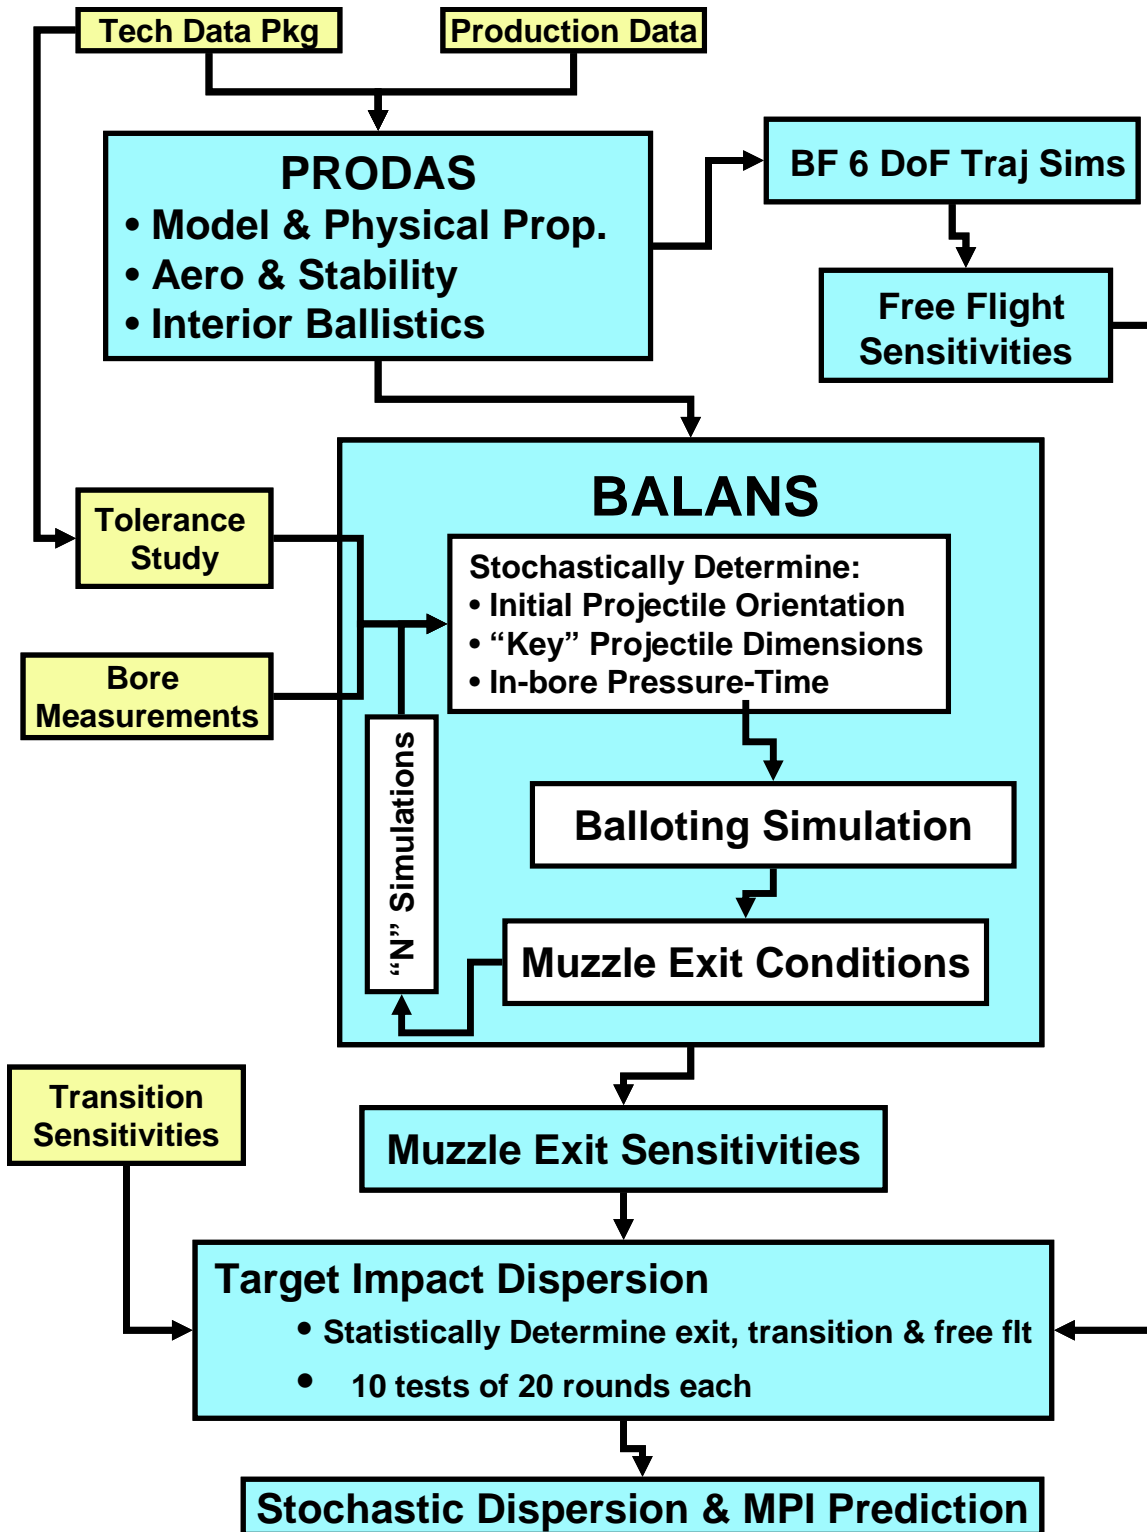 Tech Data Pkg
Production Data
PRODAS
• Model & Physical Prop.
• Aero & Stability
• Interior Ballistics
BF 6 DoF Traj Sims
Free Flight
Sensitivities
BALANS
Tolerance
Study
Stochastically Determine:
• Initial Projectile Orientation
• “Key” Projectile Dimensions
• In-bore Pressure-Time
Bore
Measurements
“N” Simulations
Balloting Simulation
Muzzle Exit Conditions
Transition
Sensitivities
Muzzle Exit Sensitivities
Target Impact Dispersion
• Statistically Determine exit, transition & free flt
• 10 tests of 20 rounds each
Stochastic Dispersion & MPI Prediction